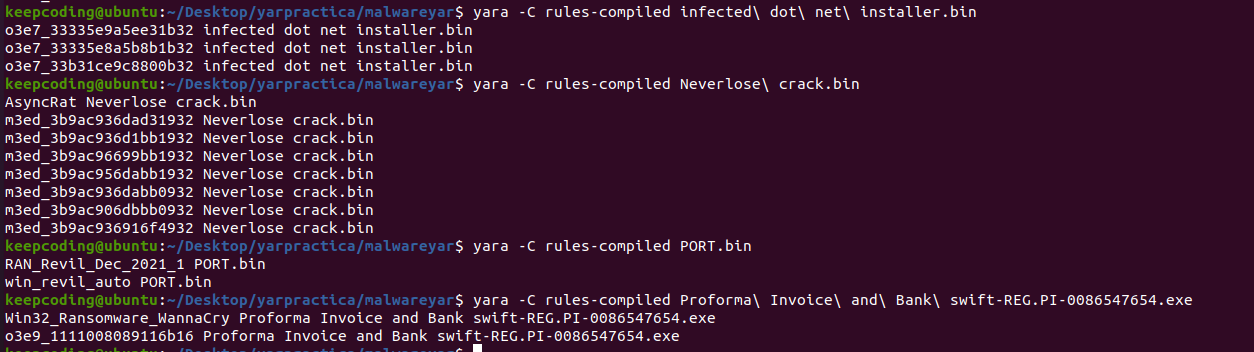 keepcoding@ubuntu:~/Desktop/yarpractica/malwareyar$ yara -C rules-compiled infected\ dot\ net\ installer.bin
o3e7_33335e9a5ee31b32 infected dot net installer.bin
o3e7_33335e8a5b8b1b32 infected dot net installer.bin
o3e7_33b31ce9c8800b32 infected dot net installer.bin
keepcoding@ubuntu:~/Desktop/yarpractica/malwareyar$ yara -C rules-compiled Neverlose\ crack.bin
AsyncRat Neverlose crack.bin
m3ed_3b9ac936dad31932 Neverlose crack.bin
m3ed_3b9ac936d1bb1932 Neverlose crack.bin
m3ed_3b9ac96699bb1932 Neverlose crack.bin
m3ed_3b9ac956dabb1932 Neverlose crack.bin
m3ed_3b9ac936dabb0932 Neverlose crack.bin
m3ed_3b9ac906dbbb0932 Neverlose crack.bin
m3ed_3b9ac936916f4932 Neverlose crack.bin
keepcoding@ubuntu:~/Desktop/yarpractica/malwareyar$ yara -C rules-compiled PORT.bin
RAN_Revil_Dec_2021_1 PORT.bin
win_revil_auto PORT.bin
keepcoding@ubuntu:~/Desktop/yarpractica/malwareyar$ yara -C rules-compiled Proforma\ Invoice\ and\ Bank\ swift-REG.PI-0086547654.exe
Win32_Ransomware_WannaCry Proforma Invoice and Bank swift-REG.PI-0086547654.exe
o3e9_1111008089116b16 Proforma Invoice and Bank swift-REG.PI-0086547654.exe
keepcoding@ubuntu:~/Desktop/yarpractica/malwareyar$